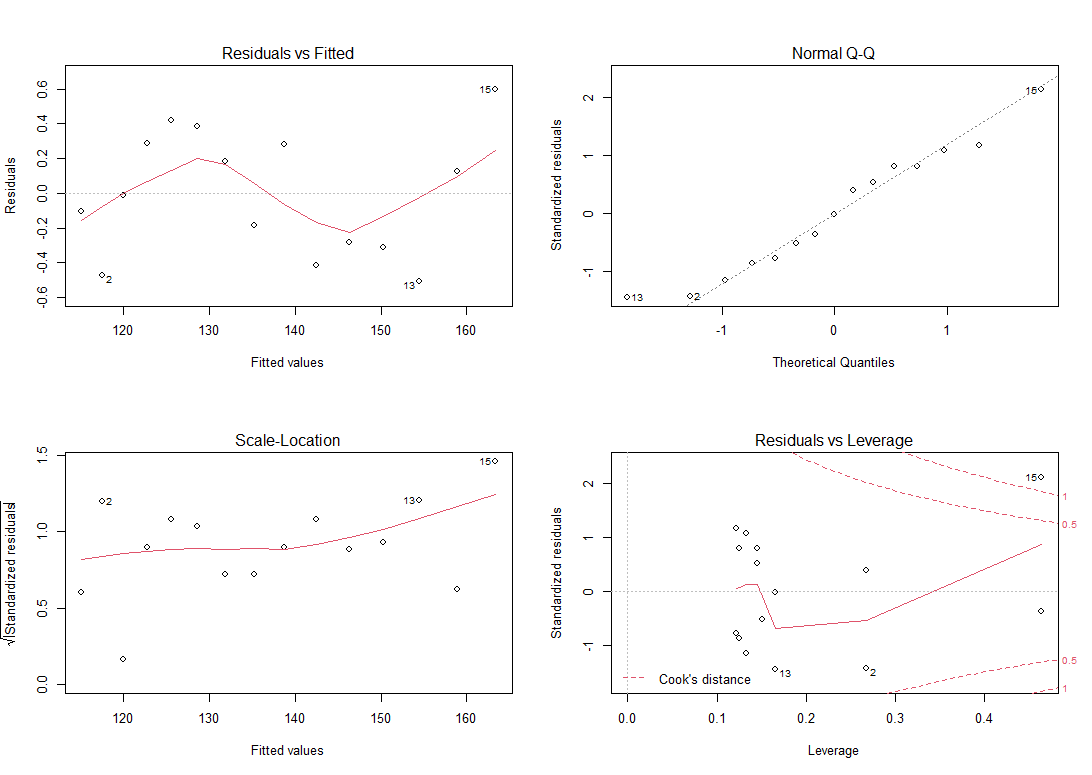 Residuals vs Fitted
Residuals
0.6
0.4
0.2
0.0
-0.2
-0.4
-0.6
15
2
13
120 130 140 150 160
Fitted values
Normal Q-Q
Standardized residuals
2
1
0
-1
15
13
2
-1 0 1
Theoretical Quantiles
Scale-Location
√|Standardized residuals|
1.5
1.0
0.5
0.0
15
2
13
120 130 140 150 160
Fitted values
Residuals vs Leverage
Standardized residuals
2
1
0
-1
15
1
0.5
0.5
1
13
2
Cook's distance
0.0 0.1 0.2 0.3 0.4
Leverage